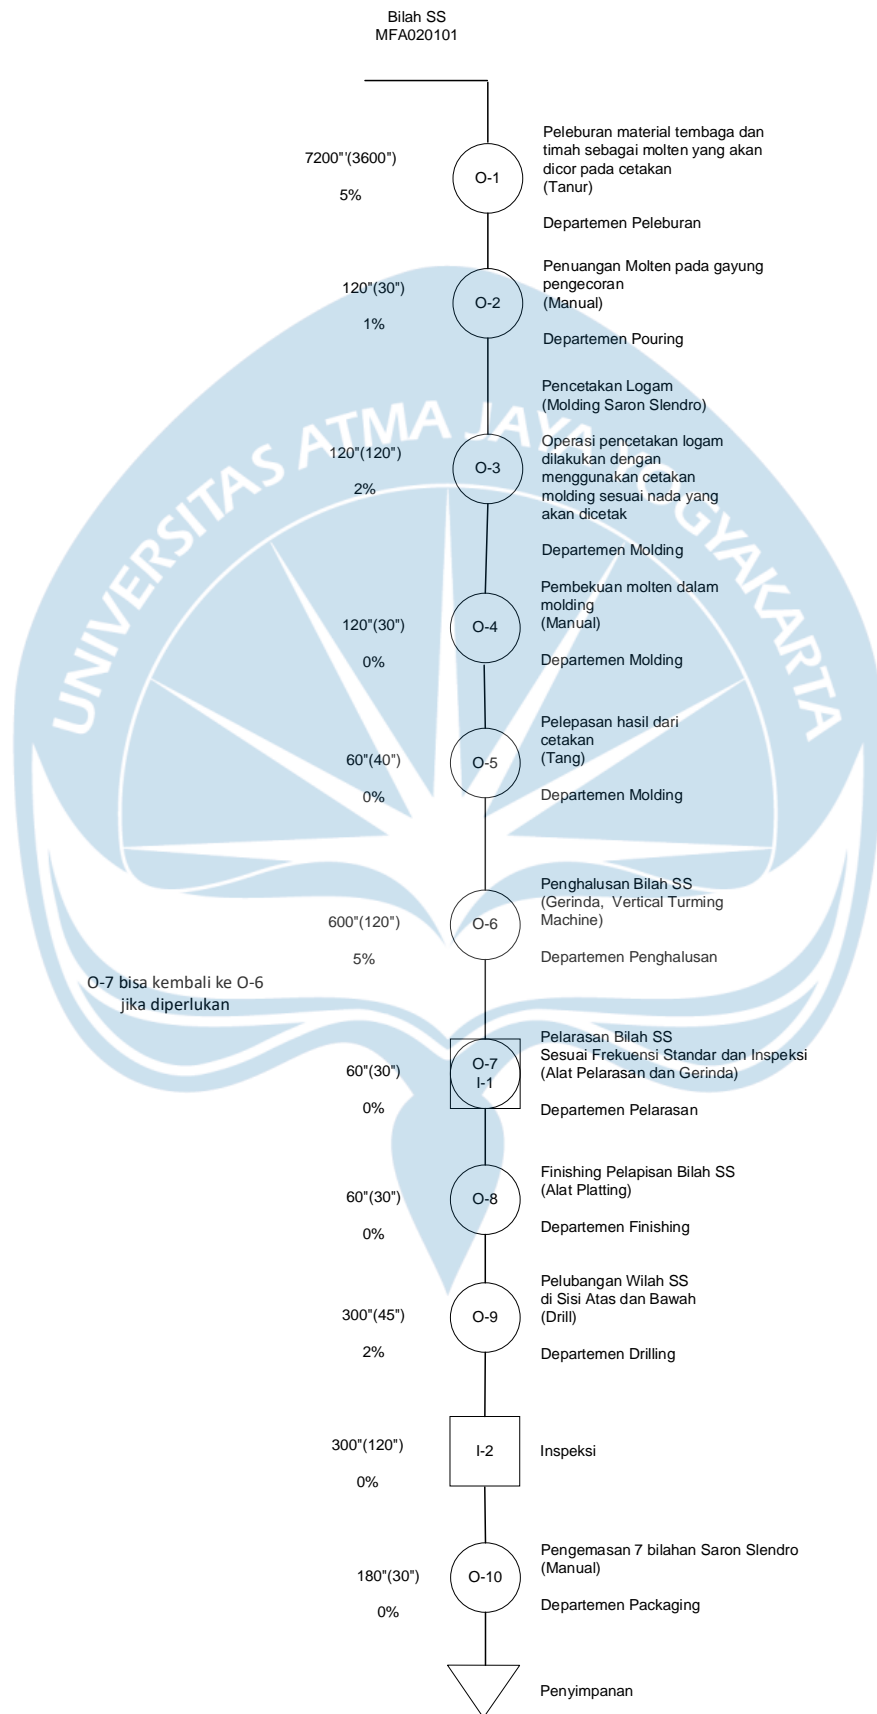 Bilah SS
MFA020101
7200"'(3600")
5%
O-1
Peleburan material tembaga dan
timah sebagai molten yang akan
dicor pada cetakan
(Tanur)
Departemen Peleburan
120"(30")
1%
O-2
Penuangan Molten pada gayung
pengecoran
(Manual)
Departemen Pouring
UNIVERSITAS ATMA JAYA YOGYAKARTA
120"(120")
2%
O-3
Pencetakan Logam
(Molding Saron Slendro)
Operasi pencetakan logam
dilakukan dengan
menggunakan cetakan
molding sesuai nada yang
akan dicetak
Departemen Molding
120"(30")
0%
O-4
Pembekuan molten dalam
molding
(Manual)
Departemen Molding
60"(40")
0%
O-5
Pelepasan hasil dari
cetakan
(Tang)
Departemen Molding
600"(120")
5%
O-6
Penghalusan Bilah SS
(Gerinda,  Vertical Turming
Machine)
Departemen Penghalusan
O-7 bisa kembali ke O-6
jika diperlukan
60"(30")
0%
O-7
I-1
Pelarasan Bilah SS
Sesuai Frekuensi Standar dan Inspeksi
(Alat Pelarasan dan Gerinda)
Departemen Pelarasan
60"(30")
0%
O-8
Finishing Pelapisan Bilah SS
(Alat Platting)
Departemen Finishing
300"(45")
2%
O-9
Pelubangan Wilah SS
di Sisi Atas dan Bawah
(Drill)
Departemen Drilling
300"(120")
0%
I-2
Inspeksi
180"(30")
0%
O-10
Pengemasan 7 bilahan Saron Slendro
(Manual)
Departemen Packaging
Penyimpanan